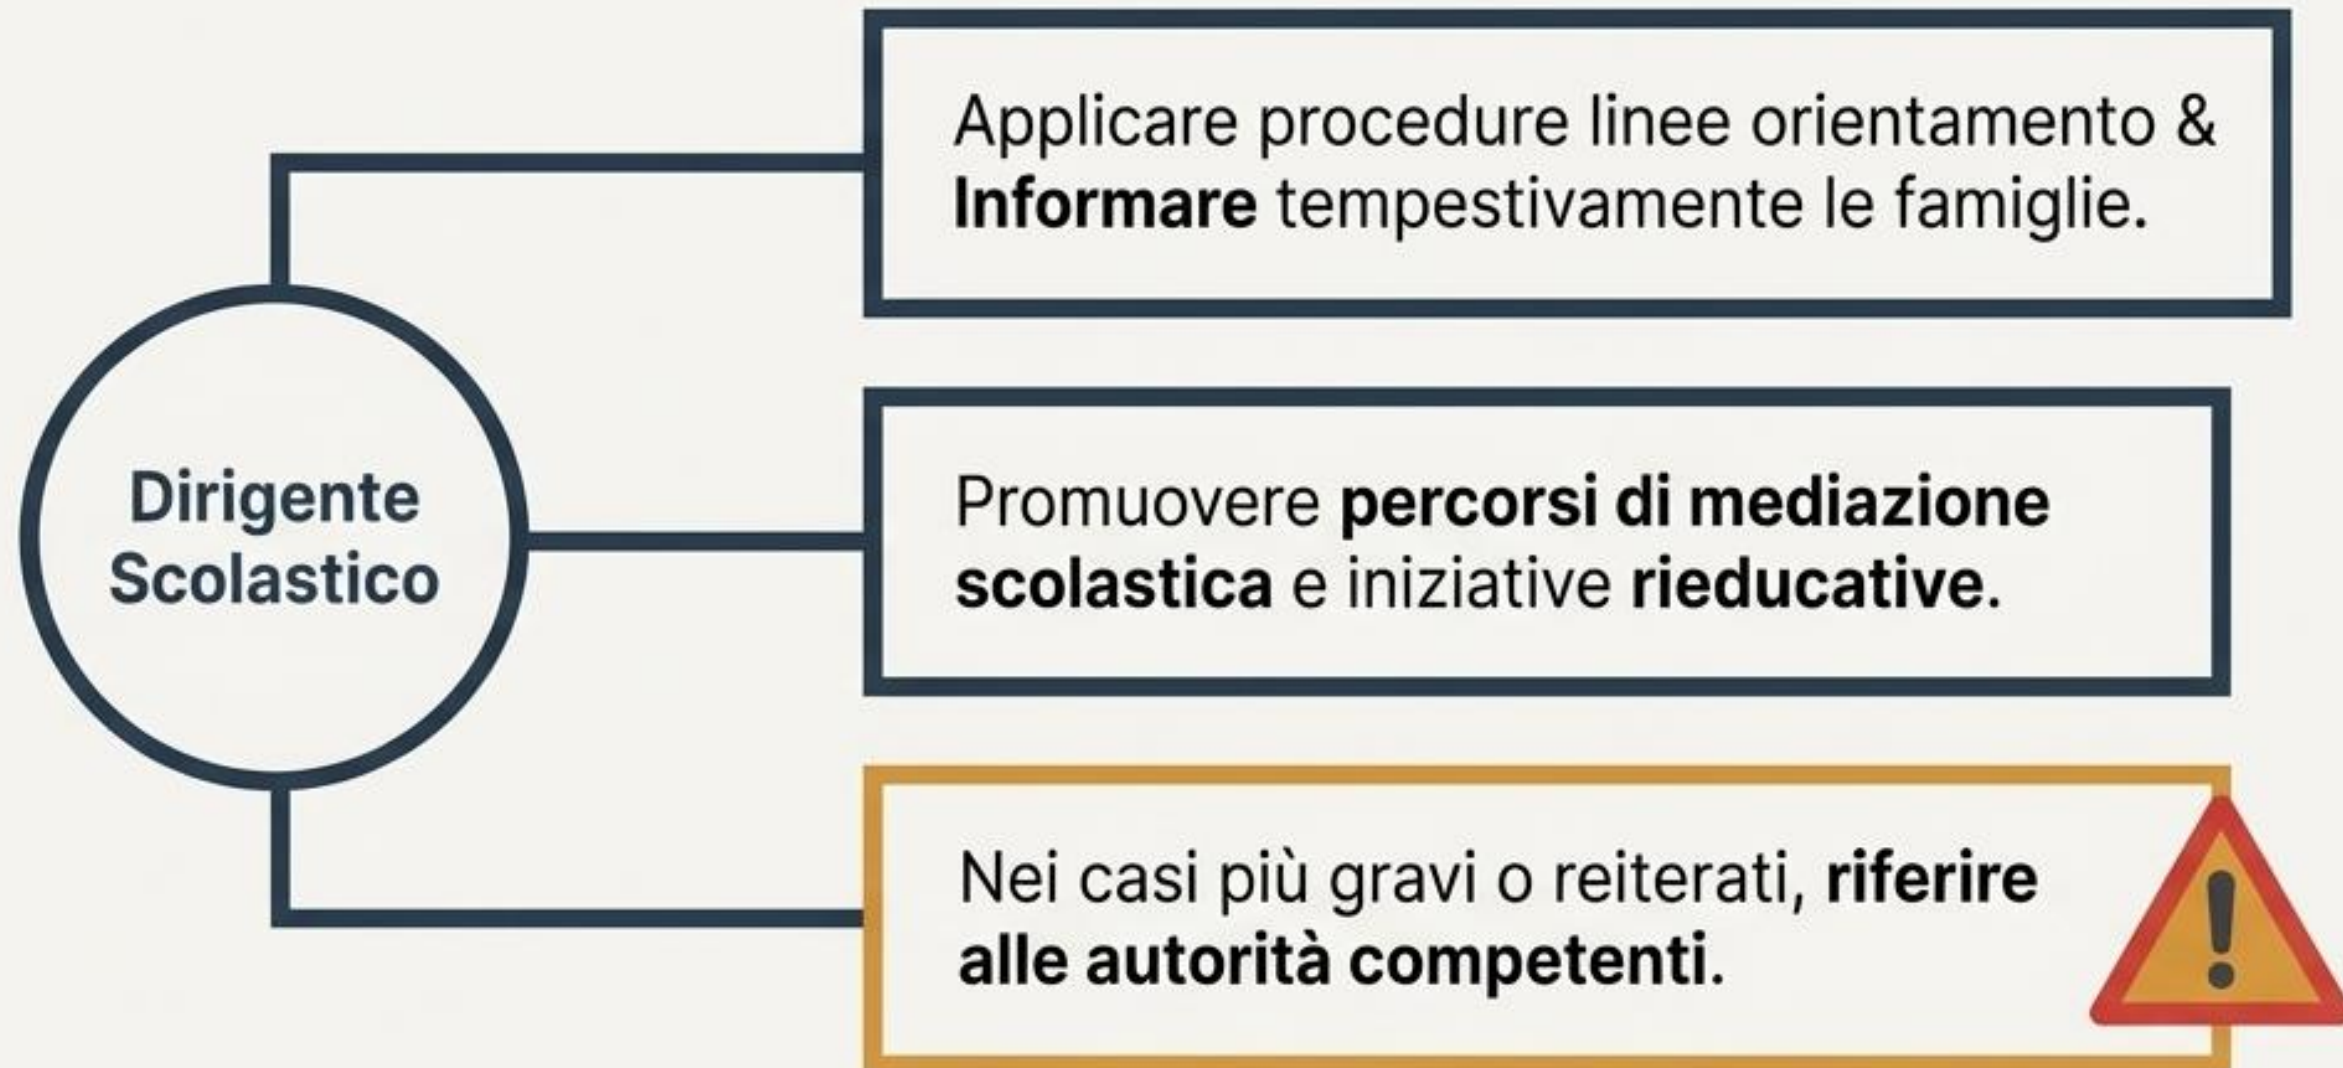 Applicare procedure linee orientamento &
Informare tempestivamente le famiglie.
Dirigente
Scolastico
Promuovere percorsi di mediazione
scolastica e iniziative rieducative.
Nei casi più gravi o reiterati, riferire
alle autorità competenti.